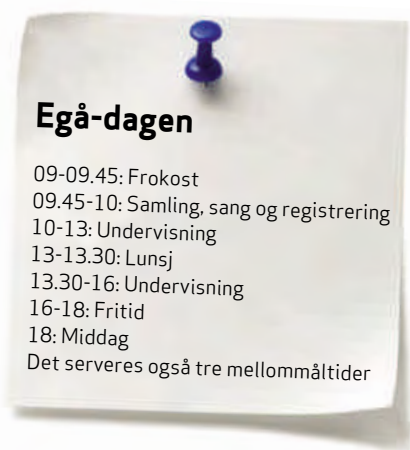 Egå-dagen
09-09.45: Frokost
09.45-10: Samling, sang og registrering
10-13: Undervisning
13-13.30: Lunsj
13.30-16: Undervisning
16-18: Fritid
18: Middag
Det serveres også tre mellommåltider